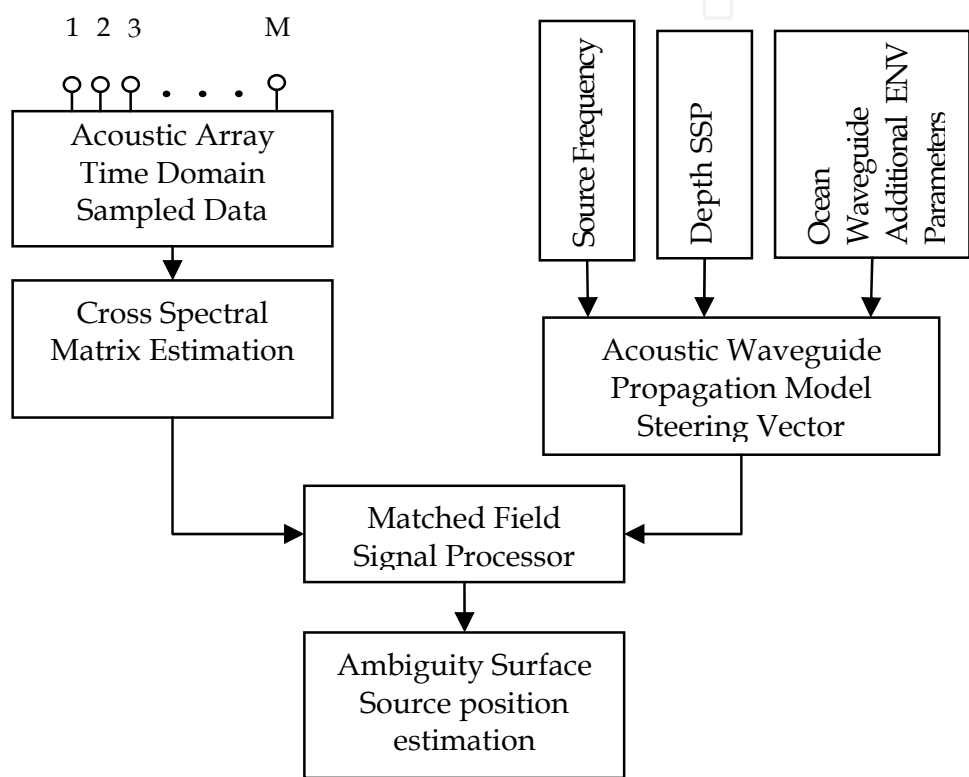 1 2 3 M
Acoustic Array
Time Domain
Sampled Data
Cross Spectral
Matrix Estimation
Source Frequency
Depth SSP
Ocean
Waveguide
Additional ENV
Parameters
Acoustic Waveguide
Propagation Model
Steering Vector
Matched Field
Signal Processor
Ambiguity Surface
Source position
estimation